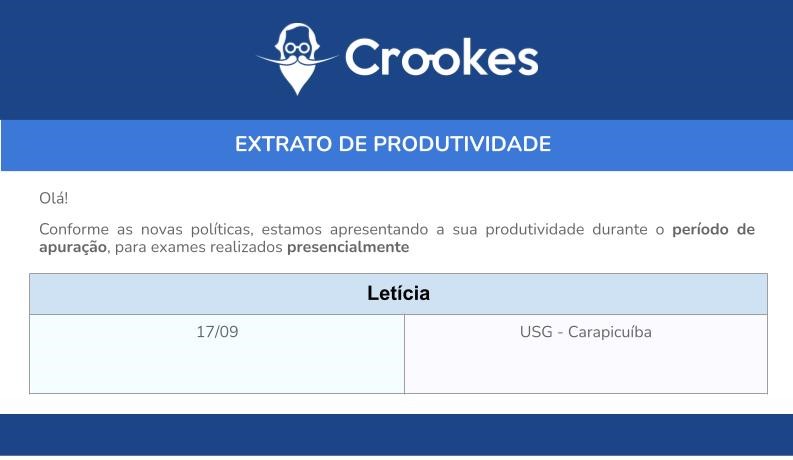 Crookes
EXTRATO DE PRODUTIVIDADE
Olá!
Conforme as novas políticas, estamos apresentando a sua produtividade durante o período de
apuração, para exames realizados presencialmente
Letícia
17/09
USG - Carapicuíba